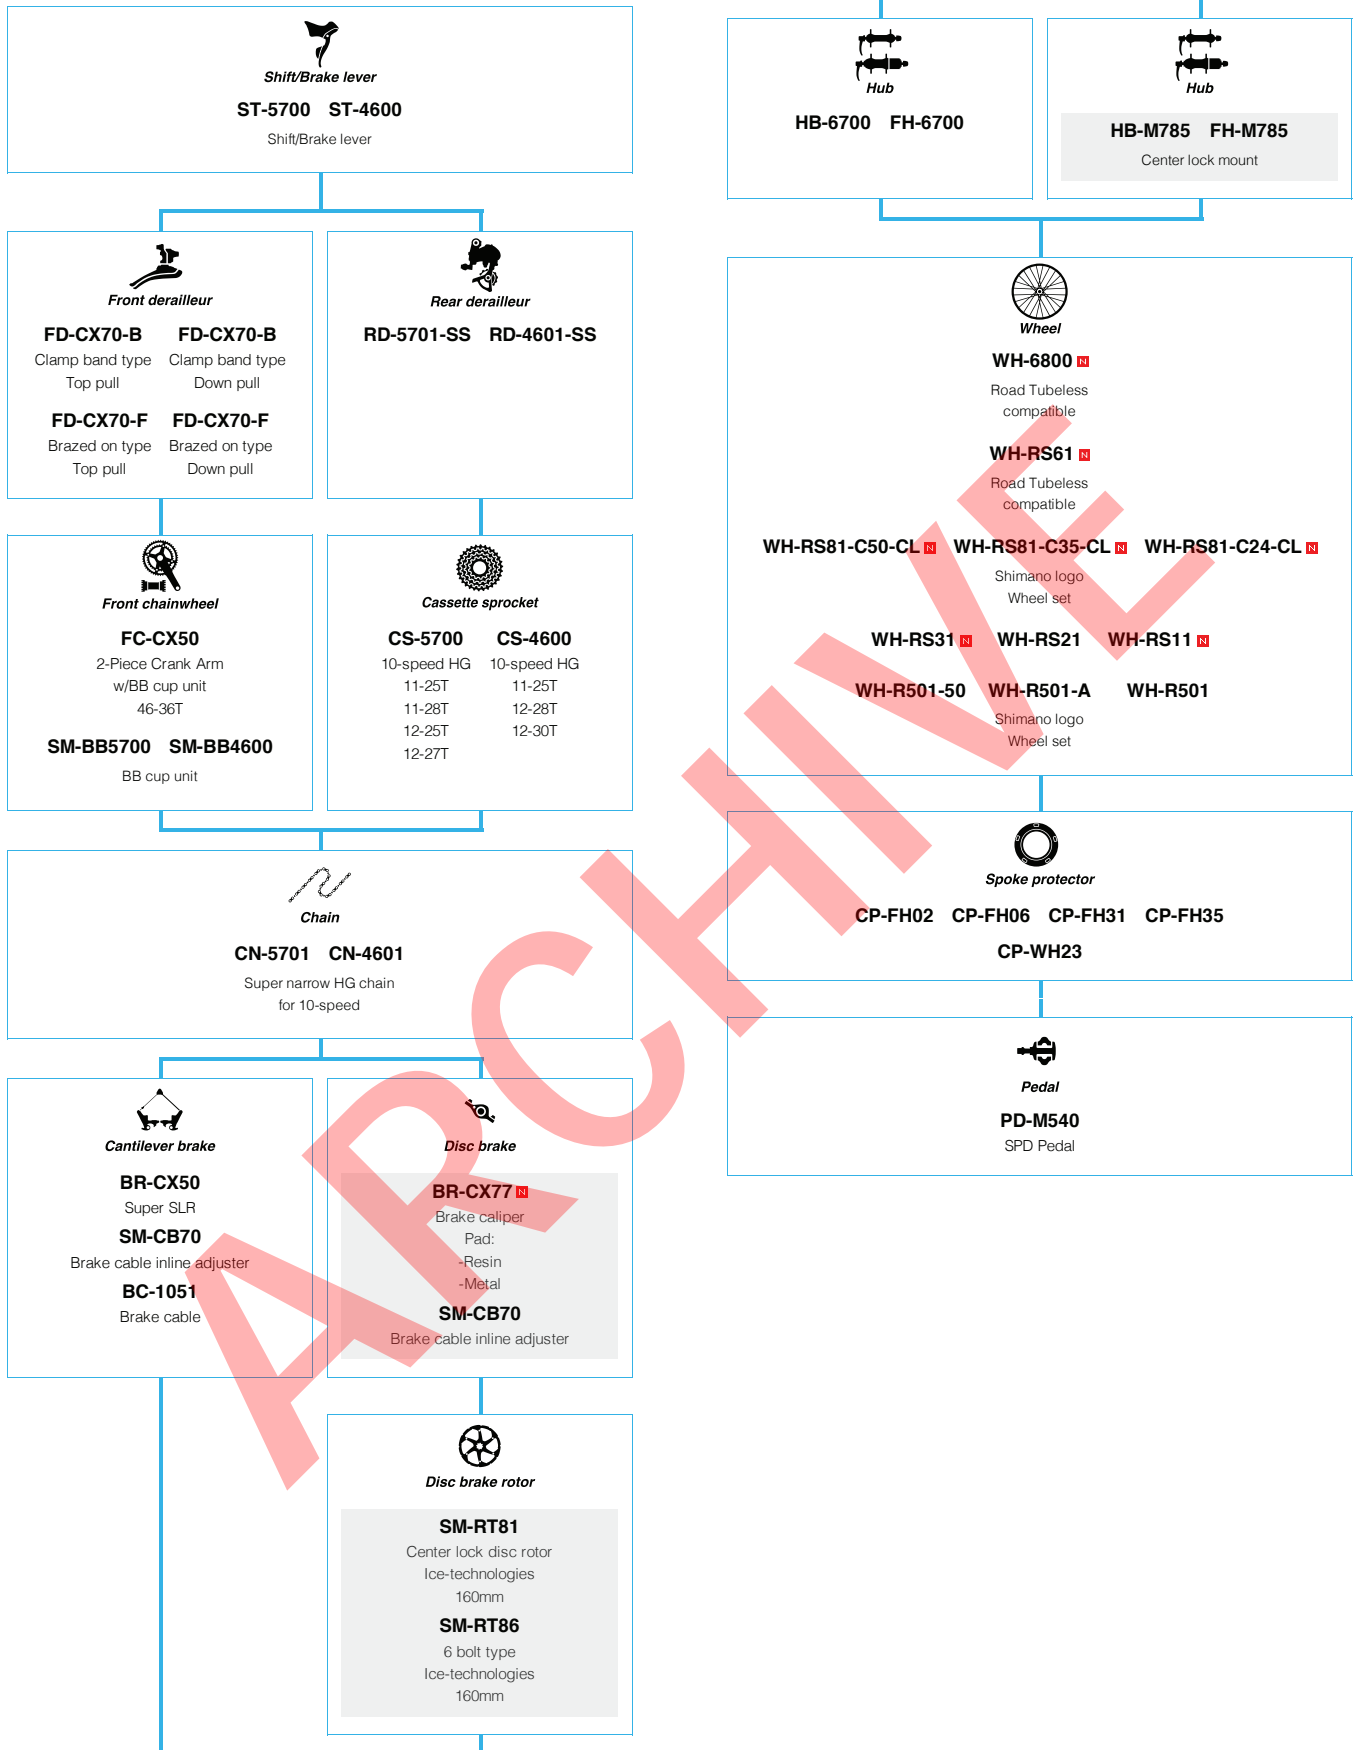 Shift/Brake lever
ST-5700 ST-4600
Shift/Brake lever
Front derailleur
FD-CX70-B FD-CX70-B
Clamp band type Clamp band type
Top pull Down pull
FD-CX70-F FD-CX70-F
Brazed on type Brazed on type
Top pull Down pull
Rear derailleur
RD-5701-SS RD-4601-SS
Front chainwheel
FC-CX50
2-Piece Crank Arm
w/BB cup unit
46-36T
SM-BB5700 SM-BB4600
BB cup unit
Cassette sprocket
CS-5700 CS-4600
10-speed HG 10-speed HG
11-25T 11-25T
11-28T 12-28T
12-25T 12-30T
12-27T
Chain
CN-5701 CN-4601
Super narrow HG chain
for 10-speed
Cantilever brake
BR-CX50
Super SLR
SM-CB70
Brake cable inline adjuster
BC-1051
Brake cable
Disc brake
BR-CX77 N
Brake caliper
Pad:
-Resin
-Metal
SM-CB70
Brake cable inline adjuster
Disc brake rotor
SM-RT81
Center lock disc rotor
Ice-technologies
160mm
SM-RT86
6 bolt type
Ice-technologies
160mm
Hub
HB-6700 FH-6700
Hub
HB-M785 FH-M785
Center lock mount
Wheel
WH-6800 N
Road Tubeless
compatible
WH-RS61 N
Road Tubeless
compatible
WH-RS81-C50-CL N WH-RS81-C35-CL N WH-RS81-C24-CL N
Shimano logo
Wheel set
WH-RS31 N WH-RS21 WH-RS11 N
WH-R501-50 WH-R501-A WH-R501
Shimano logo
Wheel set
Spoke protector
CP-FH02 CP-FH06 CP-FH31 CP-FH35
CP-WH23
Pedal
PD-M540
SPD Pedal
ARCHIVE